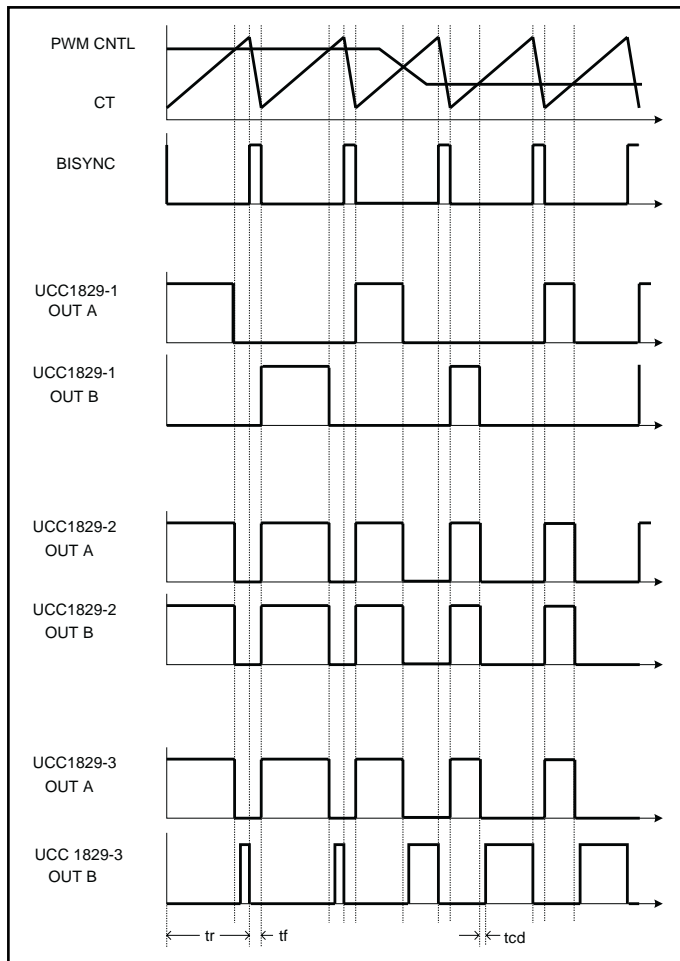 PWM CNTL
CT
BISYNC
UCC1829-1
OUT A
UCC1829-1
OUT B
UCC1829-2
OUT A
UCC1829-2
OUT B
UCC1829-3
OUT A
UCC 1829-3
OUT B
tr
tf
tcd